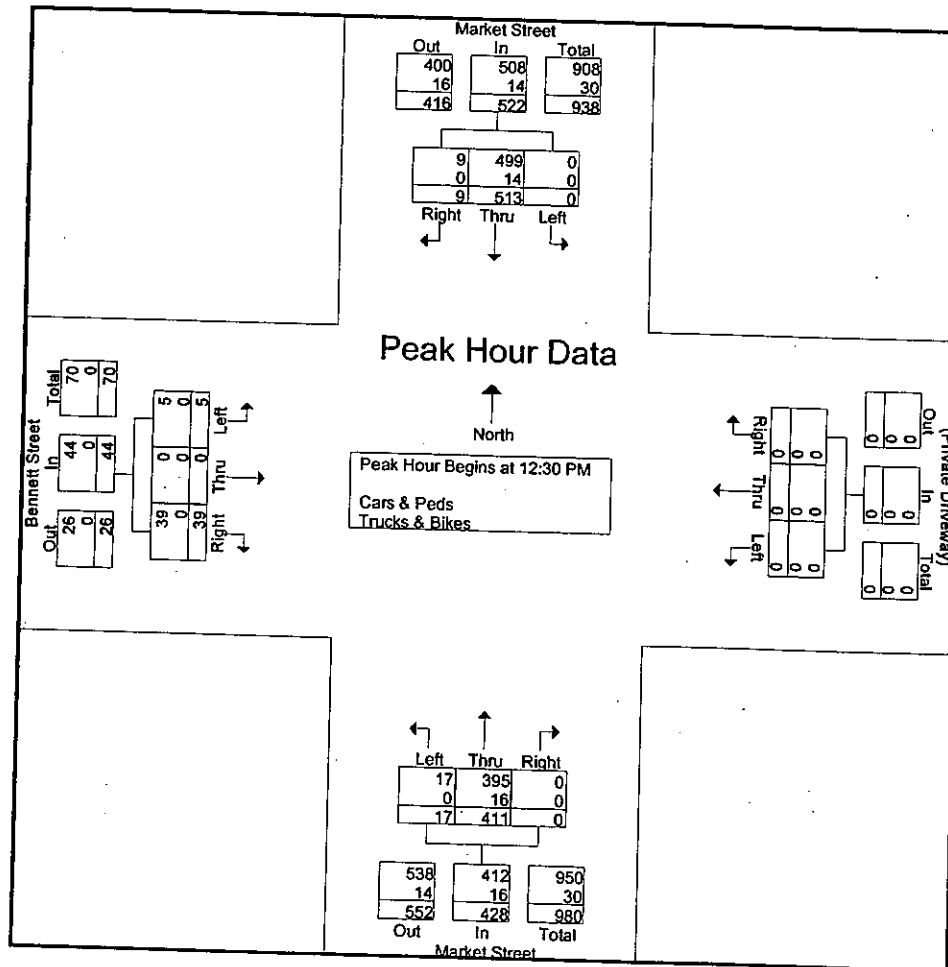 Market Street
Out In Total
400 508 908
16 14 30
416 522 938
9 499 0
0 14 0
9 513 0
Right Thru Left
Peak Hour Data
North
Peak Hour Begins at 12:30 PM
Cars & Peds
Trucks & Bikes
Bennett Street
Out In Total
26 44 70
0 0 0
26 44 70
Left Thru Right
5 0 39
0 0 0
5 0 39
(Private Driveway)
Out In Total
0 0 0
0 0 0
0 0 0
Right Thru Left
0 0 0
0 0 0
0 0 0
Left Thru Right
17 395 0
0 16 0
17 411 0
538 412 950
14 16 30
552 428 980
Out In Total
Market Street